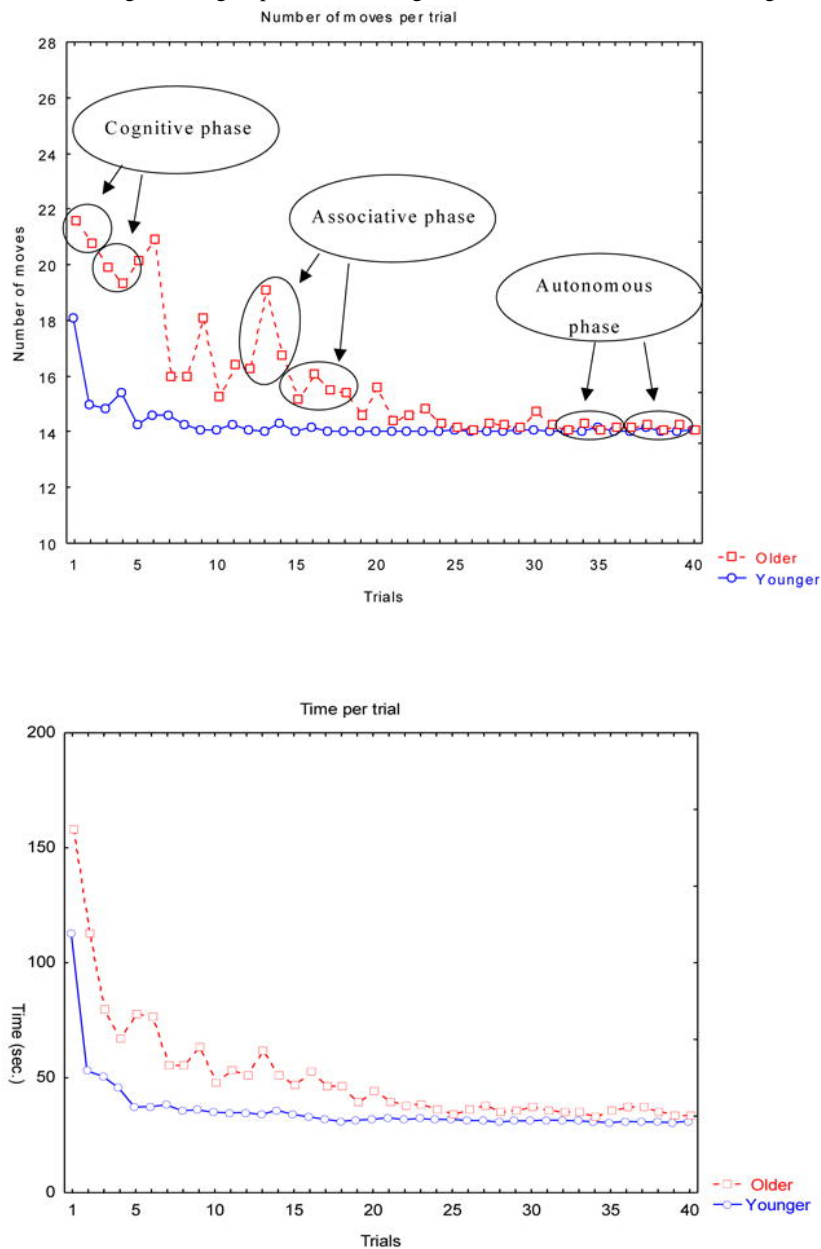 Number of moves per trial
28
26
24
22
20
18
16
14
12
10
Number of moves
Cognitive phase
Associative phase
Autonomous
phase
1 5 10 15 20 25 30 35 40
Trials
Older
Younger
Time per trial
200
150
100
50
0
Time (sec.)
1 5 10 15 20 25 30 35 40
Trials
Older
Younger